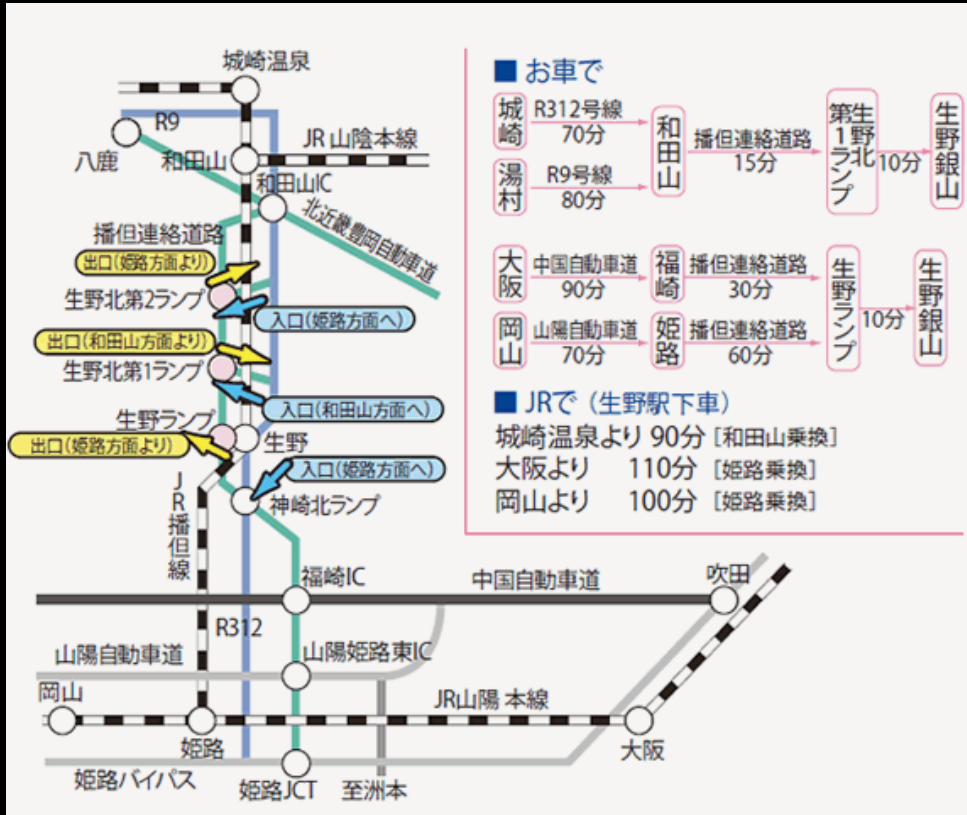 城崎温泉
R9
八鹿
和田山
JR山陰本線
和田山IC
北近畿豊岡自動車道
播但連絡道路
出口(姫路方面より)
生野北第2ランプ
入口(姫路方面へ)
出口(和田山方面より)
生野北第1ランプ
入口(和田山方面へ)
生野ランプ
生野
出口(姫路方面より)
入口(姫路方面へ)
神崎北ランプ
JR播但線
福崎IC
中国自動車道
吹田
R312
山陽自動車道
山陽姫路東IC
岡山
JR山陽本線
姫路
大阪
姫路バイパス
姫路JCT
至洲本
■ お車で
城崎 R312号線 70分
湯村 R9号線 80分
和田山 播但連絡道路 15分 生野北第1ランプ 10分 生野銀山
大阪 中国自動車道 90分 福崎 播但連絡道路 30分
岡山 山陽自動車道 70分 姫路 播但連絡道路 60分
生野ランプ 10分 生野銀山
■ JRで(生野駅下車)
城崎温泉より 90分 [和田山乗換]
大阪より 110分 [姫路乗換]
岡山より 100分 [姫路乗換]